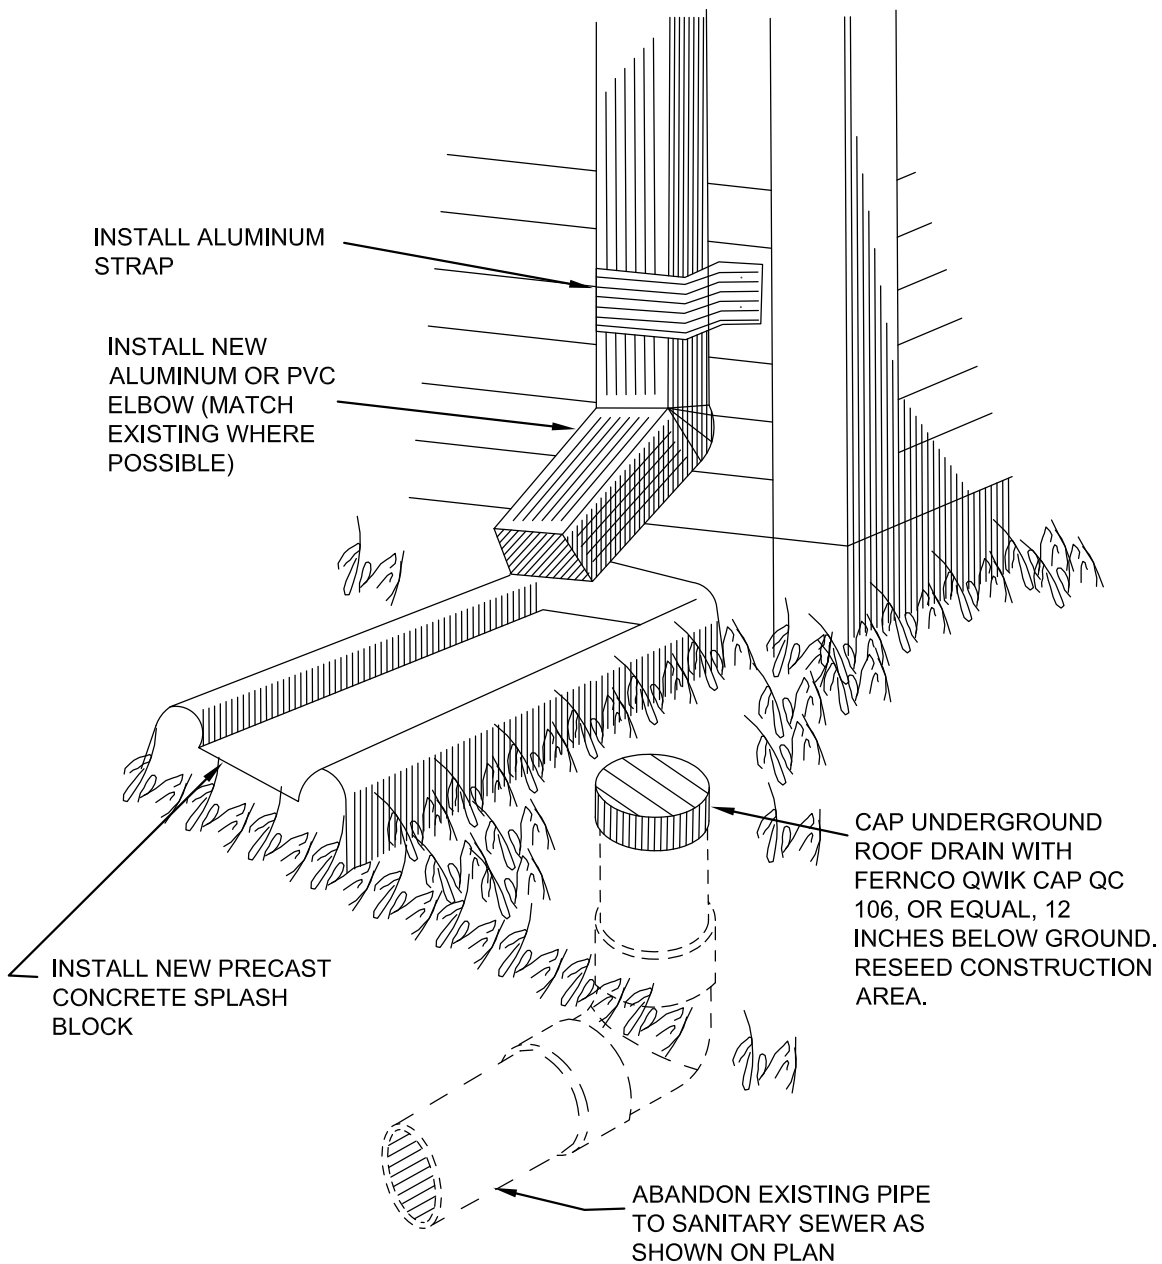 INSTALL ALUMINUM
STRAP
INSTALL NEW
ALUMINUM OR PVC
ELBOW (MATCH
EXISTING WHERE
POSSIBLE)
CAP UNDERGROUND
ROOF DRAIN WITH
FERNCO QWIK CAP QC
106, OR EQUAL, 12
INCHES BELOW GROUND.
RESEED CONSTRUCTION
AREA.
INSTALL NEW PRECAST
CONCRETE SPLASH
BLOCK
ABANDON EXISTING PIPE
TO SANITARY SEWER AS
SHOWN ON PLAN